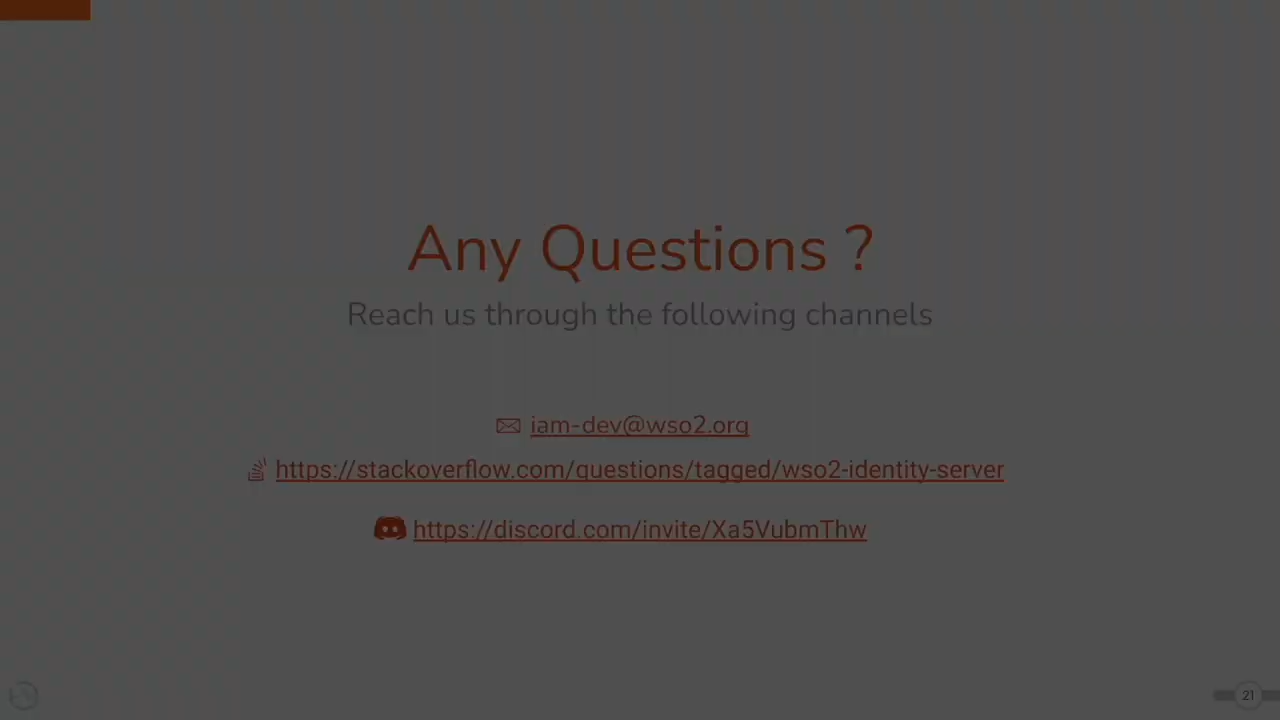 Any Questions ?
Reach us through the following channels
iam-dev@wso2.org
https://stackoverflow.com/questions/tagged/wso2-identity-server
https://discord.com/invite/Xa5VubmThw
21